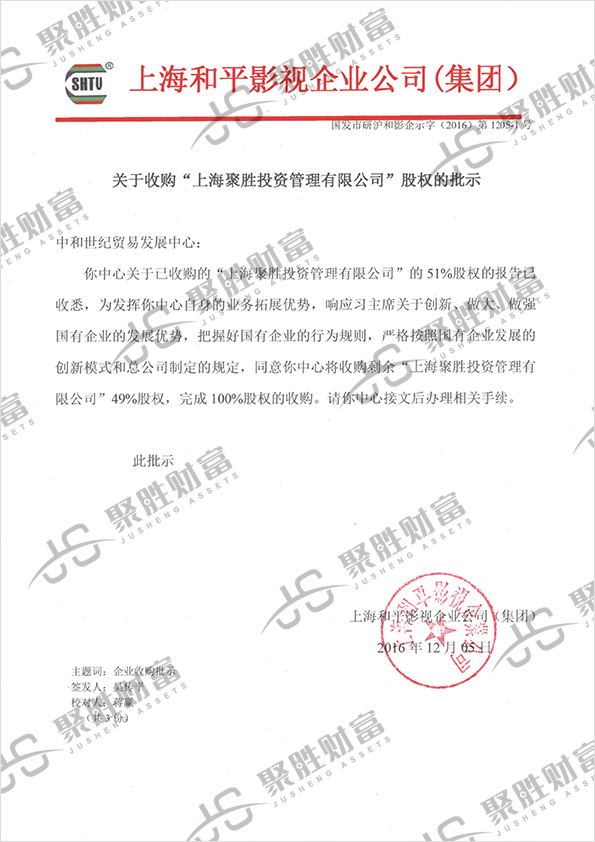 SHTV®
上海和平影视企业公司(集团)
国发市研沪和影企示字(2016)第1205-1号
关于收购“上海聚胜投资管理有限公司”股权的批示
中和世纪贸易发展中心:
你中心关于已收购的“上海聚胜投资管理有限公司”的51%股权的报告已
收悉,为发挥你中心自身的业务拓展优势,响应习主席关于创新、做大、做强
国有企业的发展优势,把握好国有企业的行为规则,严格按照国有企业发展的
创新模式和总公司制定的规定,同意你中心将收购剩余“上海聚胜投资管理有
限公司”49%股权,完成100%股权的收购。请你中心接文后办理相关手续。
此批示
上海和平影视企业公司(集团)
2016年12月05日
上海和平影视企业公司
主题词:企业收购批示
签发人:吴传平
校对人:蒋廉
(共3份)
JS 聚胜财富
JUSHENG ASSETS